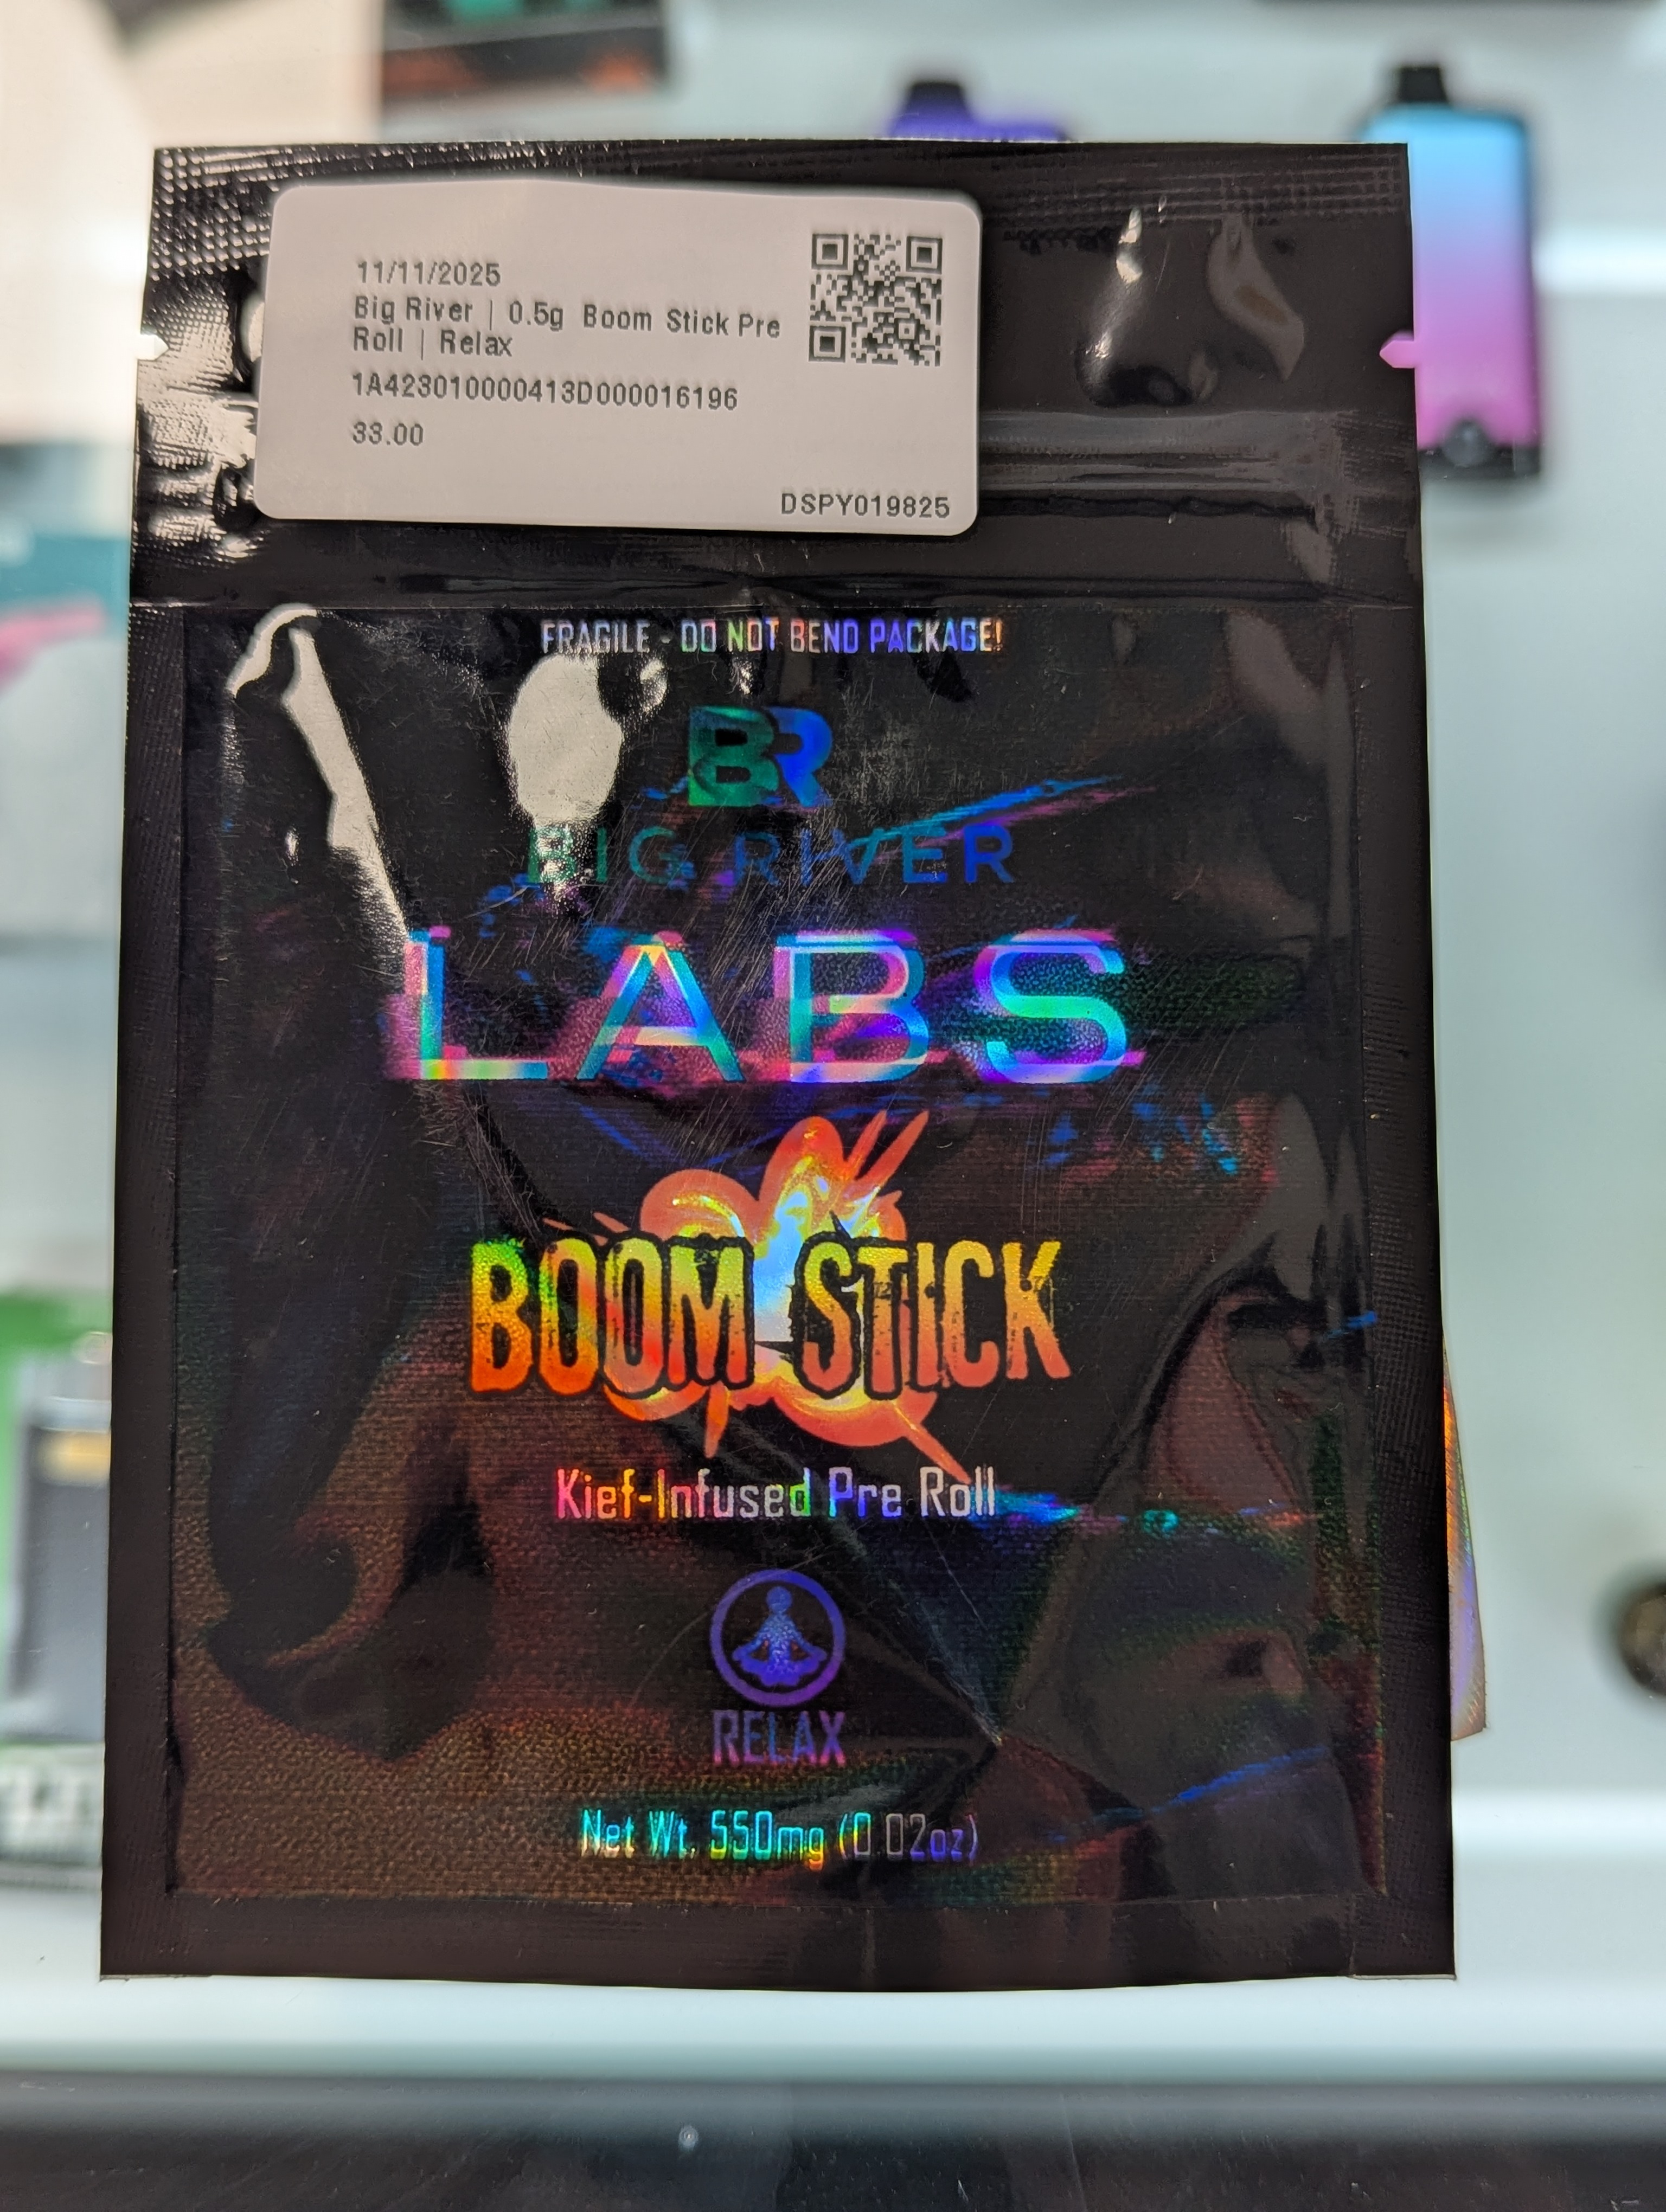 11/11/2025
Big River | 0.5g Boom Stick Pre
Roll | Relax
1A423010000413D000016196
33.00
DSPY019825
FRAGILE - DO NOT BEND PACKAGE!
BR
BIG RIVER
LABS
BOOM STICK
Kief-Infused Pre Roll
RELAX
Net Wt. 550mg (0.02oz)